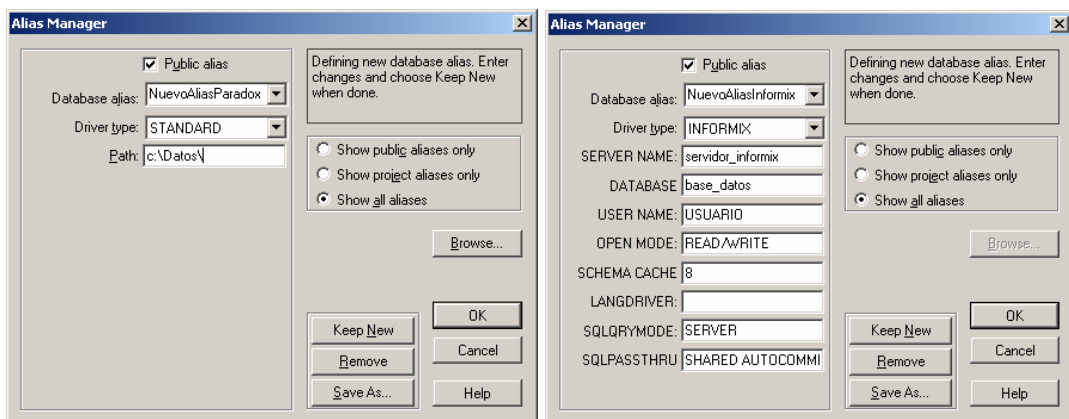 Alias Manager
Public alias
Database alias: NuevoAliasParadox
Driver type: STANDARD
Path: c:\Datos\
Defining new database alias. Enter
changes and choose Keep New
when done.
Show public aliases only
Show project aliases only
Show all aliases
Browse...
Keep New
Remove
Save As...
OK
Cancel
Help
Alias Manager
Public alias
Database alias: NuevoAliasInformix
Driver type: INFORMIX
SERVER NAME: servidor_informix
DATABASE base_datos
USER NAME: USUARIO
OPEN MODE: READ/WRITE
SCHEMA CACHE 8
LANGDRIVER:
SQLQRYMODE: SERVER
SQLPASSTHRU SHARED AUTOCOMMI
Defining new database alias. Enter
changes and choose Keep New
when done.
Show public aliases only
Show project aliases only
Show all aliases
Browse...
Keep New
Remove
Save As...
OK
Cancel
Help